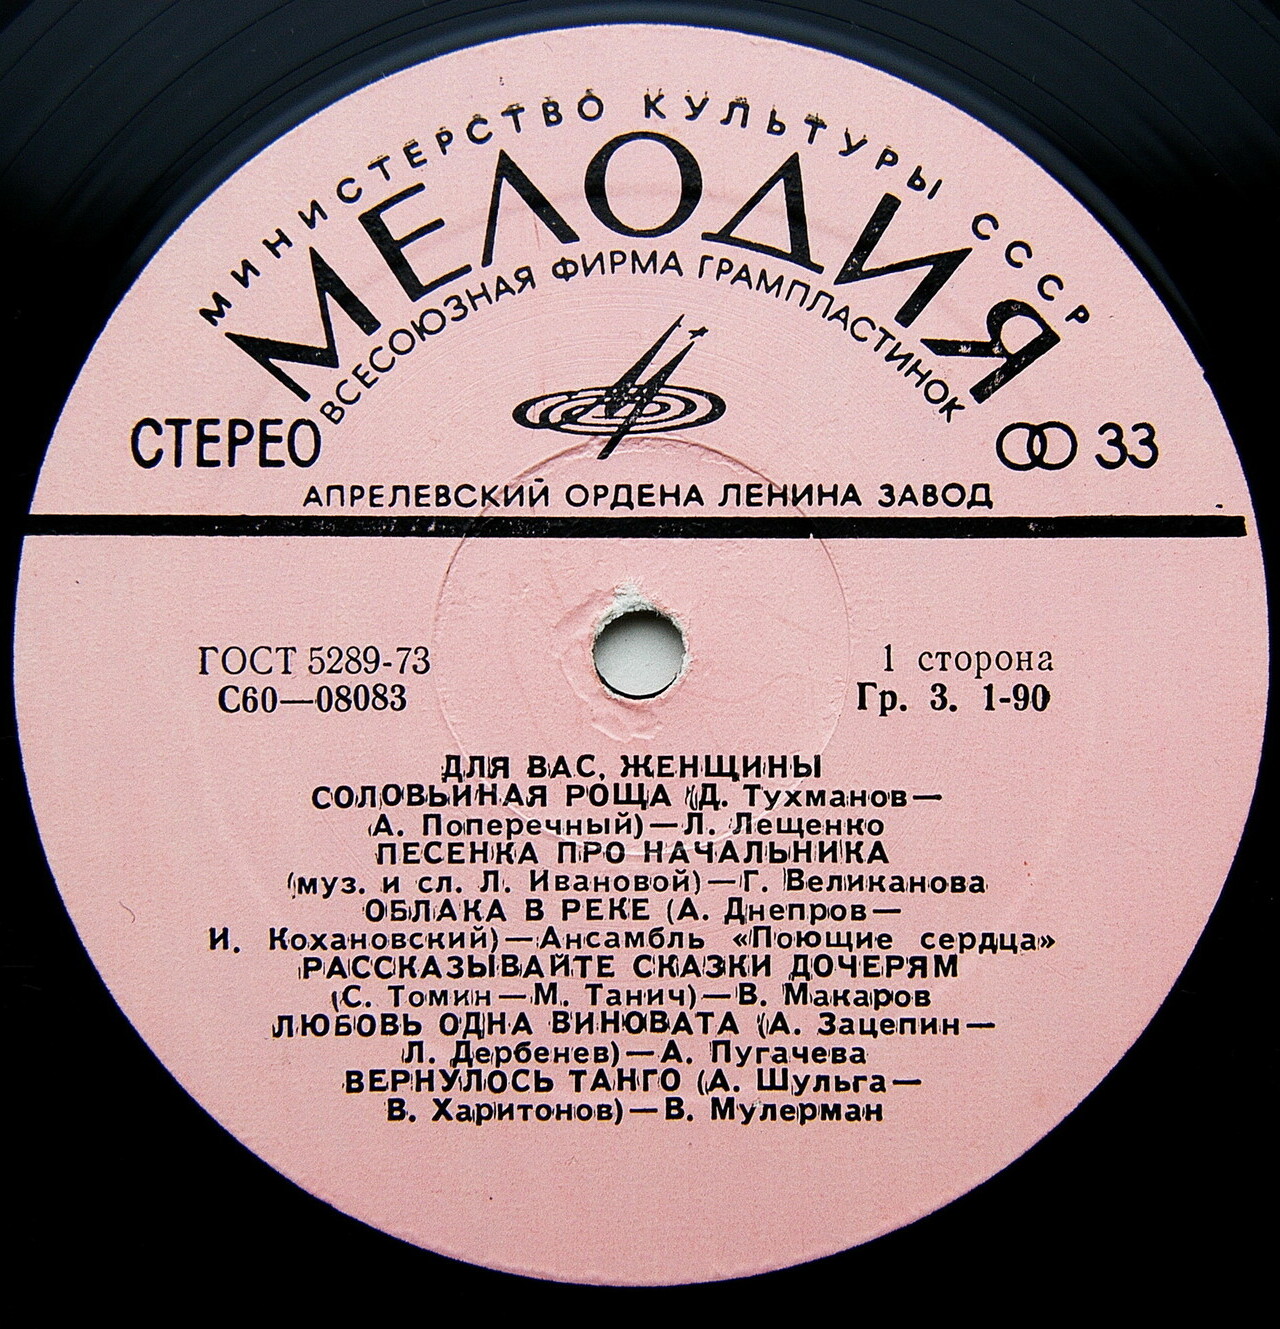 МИНИСТЕРСТВО КУЛЬТУРЫ СССР
МЕЛОДИЯ
ВСЕСОЮЗНАЯ ФИРМА ГРАМПЛАСТИНОК
СТЕРЕО
33
АПРЕЛЕВСКИЙ ОРДЕНА ЛЕНИНА ЗАВОД
ГОСТ 5289-73
1 сторона
С60—08083
Гр. 3. 1-90
ДЛЯ ВАС, ЖЕНЩИНЫ
СОЛОВЬИНАЯ РОЩА (Д. Тухманов—
А. Поперечный)—Л. Лещенко
ПЕСЕНКА ПРО НАЧАЛЬНИКА
(муз. и сл. Л. Ивановой)—Г. Великанова
ОБЛАКА В РЕКЕ (А. Днепров—
И. Кохановский)—Ансамбль «Поющие сердца»
РАССКАЗЫВАЙТЕ СКАЗКИ ДОЧЕРЯМ
(С. Томин—М. Танич)—В. Макаров
ЛЮБОВЬ ОДНА ВИНОВАТА (А. Зацепин—
Л. Дербенев)—А. Пугачева
ВЕРНУЛОСЬ ТАНГО (А. Шульга—
В. Харитонов)—В. Мулерман